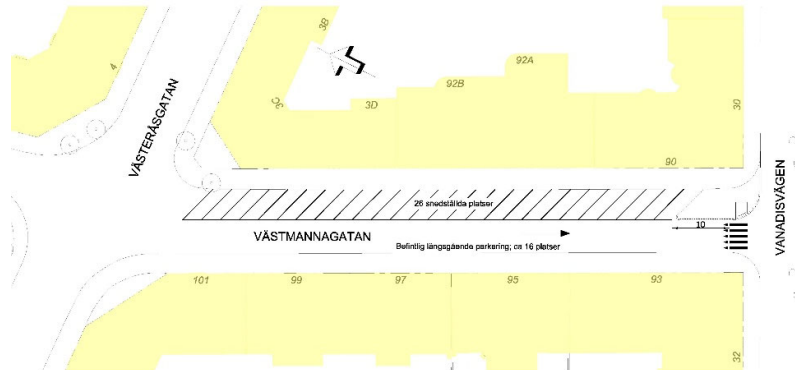 3B
4
92A
92B
VÄSTERÅSGATAN
3C
3D
30
90
26 snedställda platser
VANADISVÄGEN
10
VÄSTMANNAGATAN
Befintlig längsgående parkering; ca 16 platser
101
99
97
95
93
32